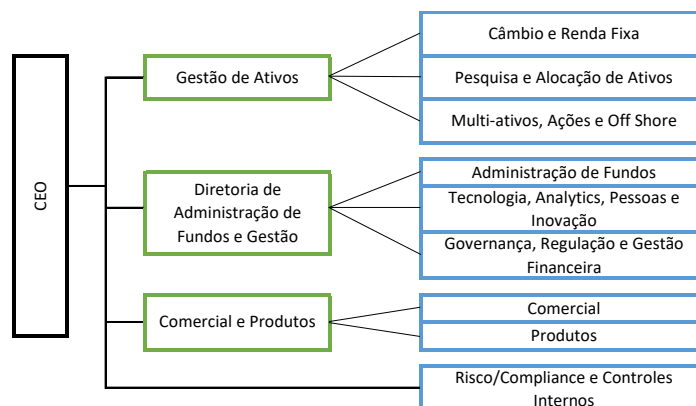 CEO
Gestão de Ativos
Câmbio e Renda Fixa
Pesquisa e Alocação de Ativos
Multi-ativos, Ações e Off Shore
Diretoria de
Administração de
Fundos e Gestão
Administração de Fundos
Tecnologia, Analytics, Pessoas e
Inovação
Governança, Regulação e Gestão
Financeira
Comercial e Produtos
Comercial
Produtos
Risco/Compliance e Controles
Internos